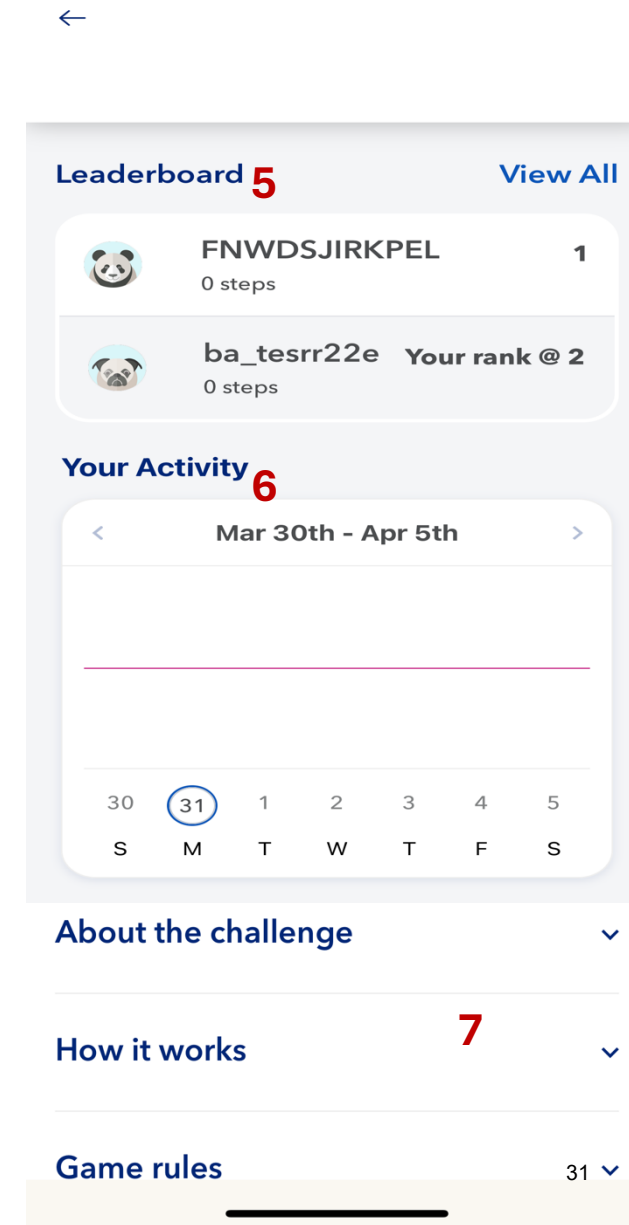 Leaderboard 5 View All
FNWDSJIRKPEL 1
0 steps
ba_tesrr22e Your rank @ 2
0 steps
Your Activity 6
< Mar 30th - Apr 5th >
30 31 1 2 3 4 5
S M T W T F S
About the challenge
7
How it works
Game rules 31